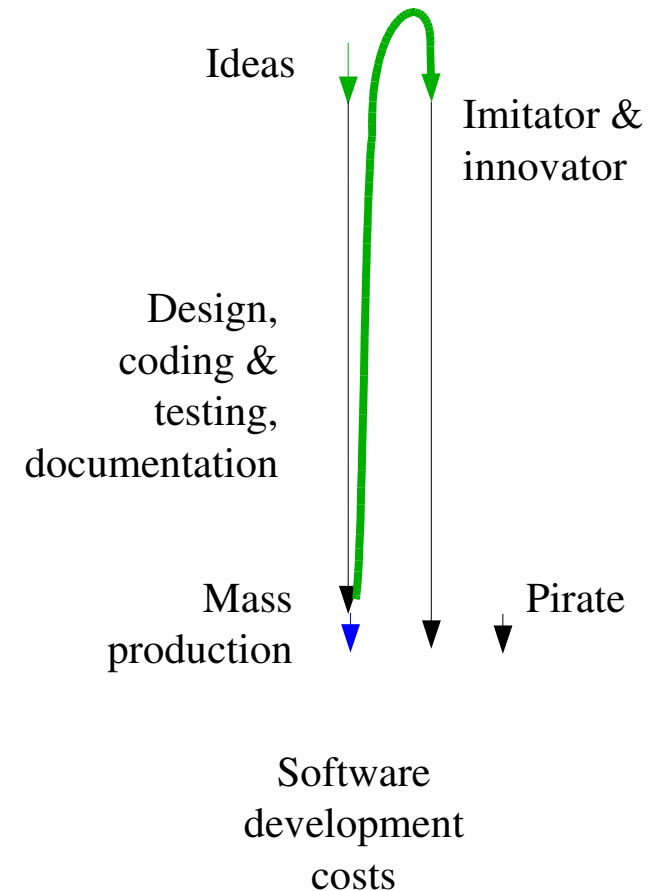 Ideas
Imitator &
innovator
Design,
coding &
testing,
documentation
Mass
production
Pirate
Software
development
costs